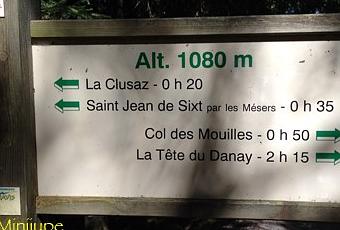 Alt. 1080 m
La Clusaz - 0 h 20
Saint Jean de Sixt par les Mésers - 0 h 35
Col des Mouilles - 0 h 50
La Tête du Danay - 2 h 15
Minijupe